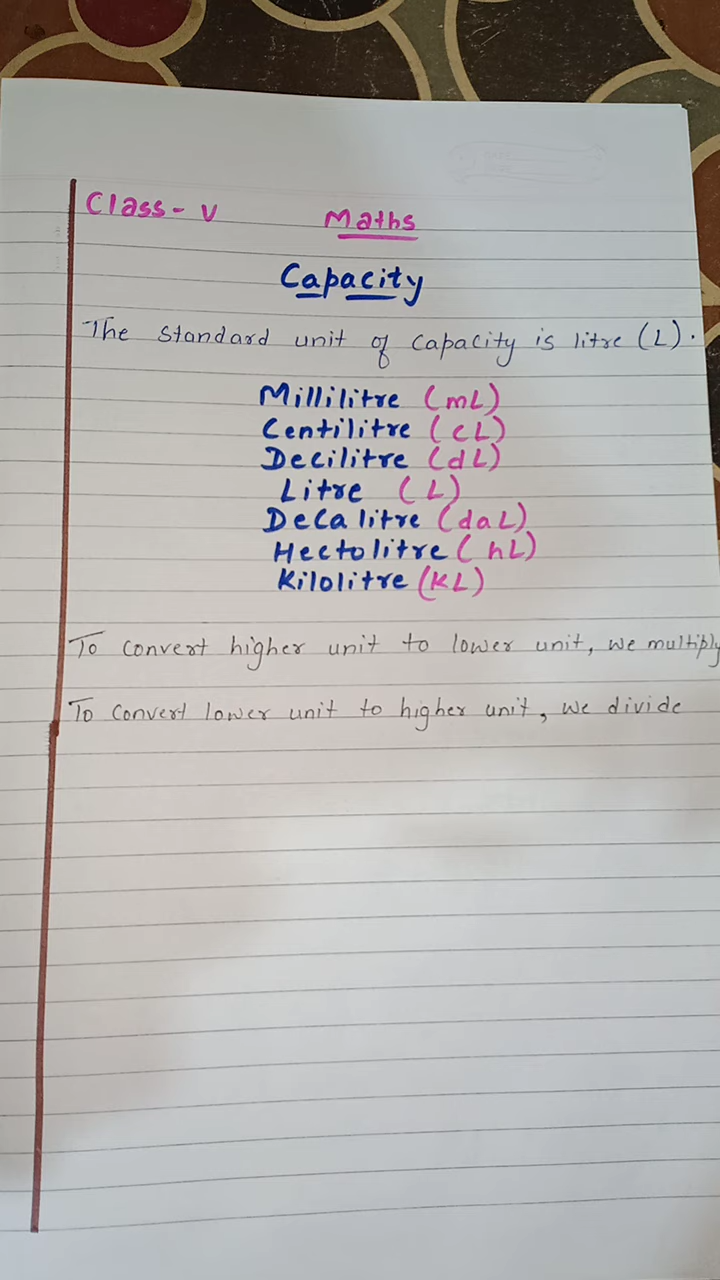 Class - V Maths
Capacity
The Standard unit of Capacity is litre (L).
Millilitre (mL)
Centilitre (cL)
Decilitre (dL)
Litre (L)
Decalitre (daL)
Hectolitre (hL)
Kilolitre (KL)
To convert higher unit to lower unit, we multiply
To convert lower unit to higher unit, we divide